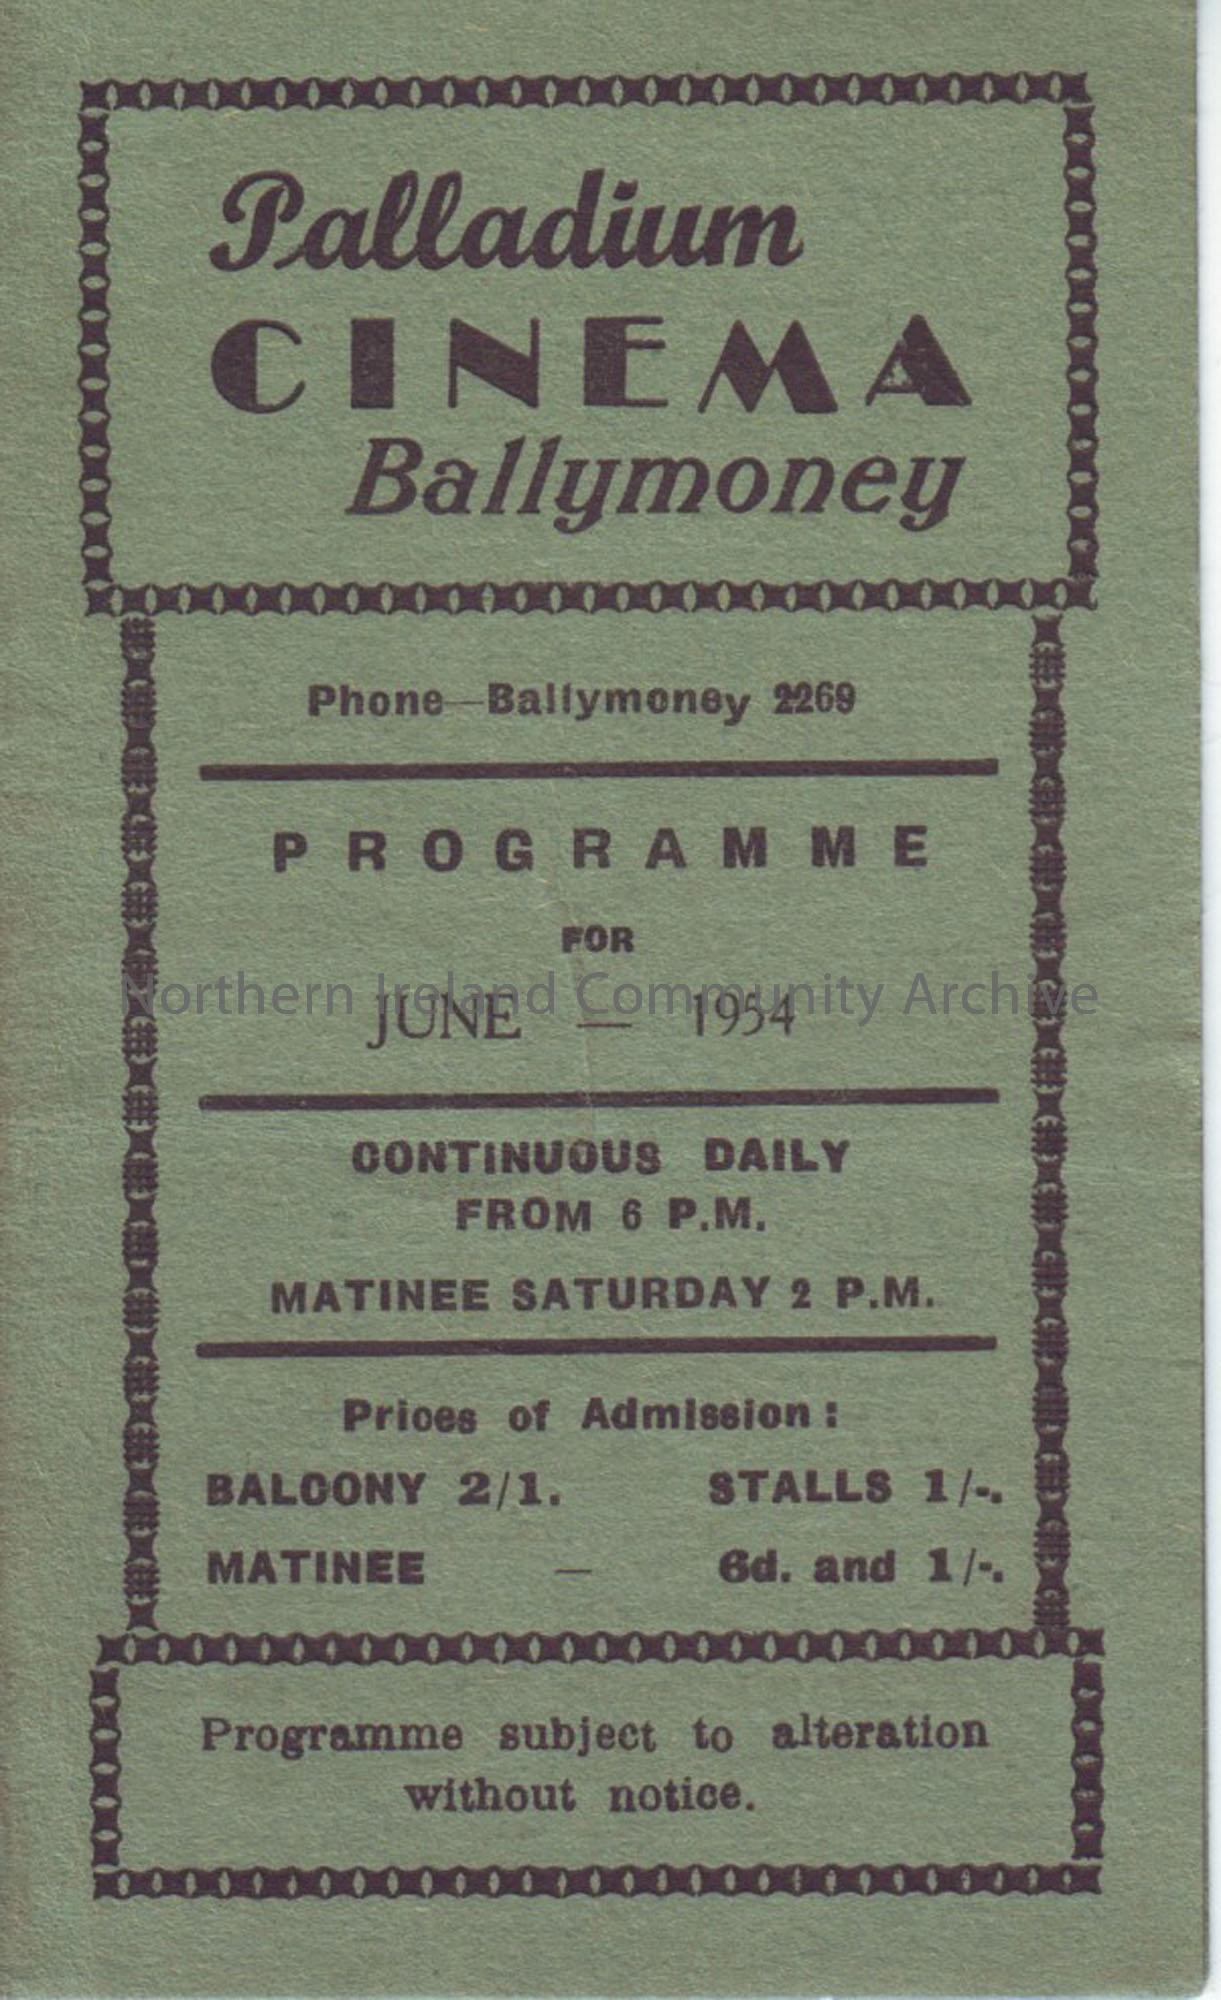 Palladium
CINEMA
Ballymoney
Phone—Ballymoney 2269
PROGRAMME
FOR
JUNE — 1954
Northern Ireland Community Archive
CONTINUOUS DAILY
FROM 6 P.M.
MATINEE SATURDAY 2 P.M.
Prices of Admission:
BALCONY 2/1. STALLS 1/-.
MATINEE — 6d. and 1/-.
Programme subject to alteration
without notice.